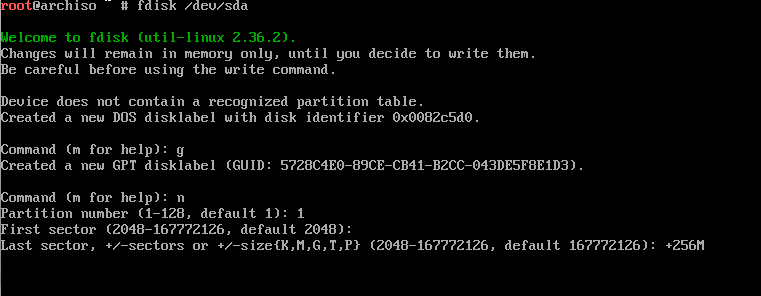 root@archiso ~ # fdisk /dev/sda
Welcome to fdisk (util-linux 2.36.2).
Changes will remain in memory only, until you decide to write them.
Be careful before using the write command.
Device does not contain a recognized partition table.
Created a new DOS disklabel with disk identifier 0x0082c5d0.
Command (m for help): g
Created a new GPT disklabel (GUID: 5728C4E0-89CE-CB41-B2CC-043DE5F8E1D3).
Command (m for help): n
Partition number (1-128, default 1): 1
First sector (2048-167772126, default 2048):
Last sector, +/-sectors or +/-size{K,M,G,T,P} (2048-167772126, default 167772126): +256M